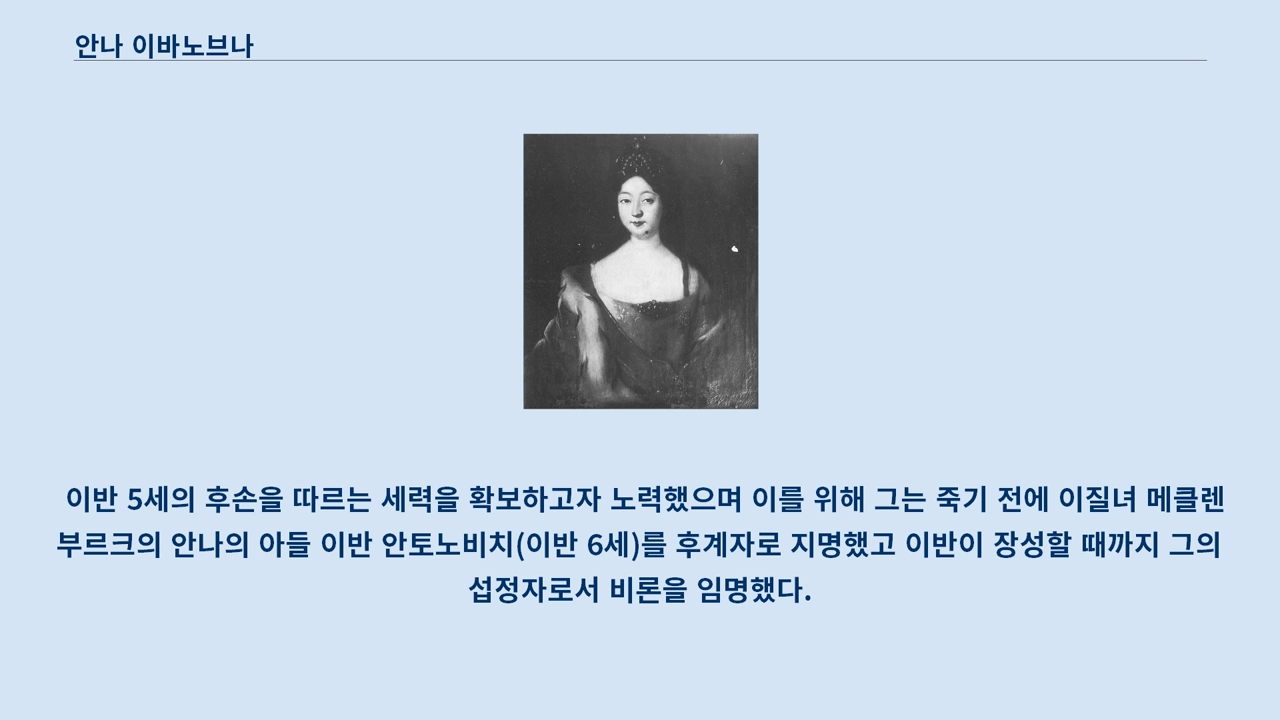 안나 이바노브나
이반 5세의 후손을 따르는 세력을 확보하고자 노력했으며 이를 위해 그는 죽기 전에 이질녀 메클렌
부르크의 안나의 아들 이반 안토노비치(이반 6세)를 후계자로 지명했고 이반이 장성할 때까지 그의
섭정자로서 비론을 임명했다.